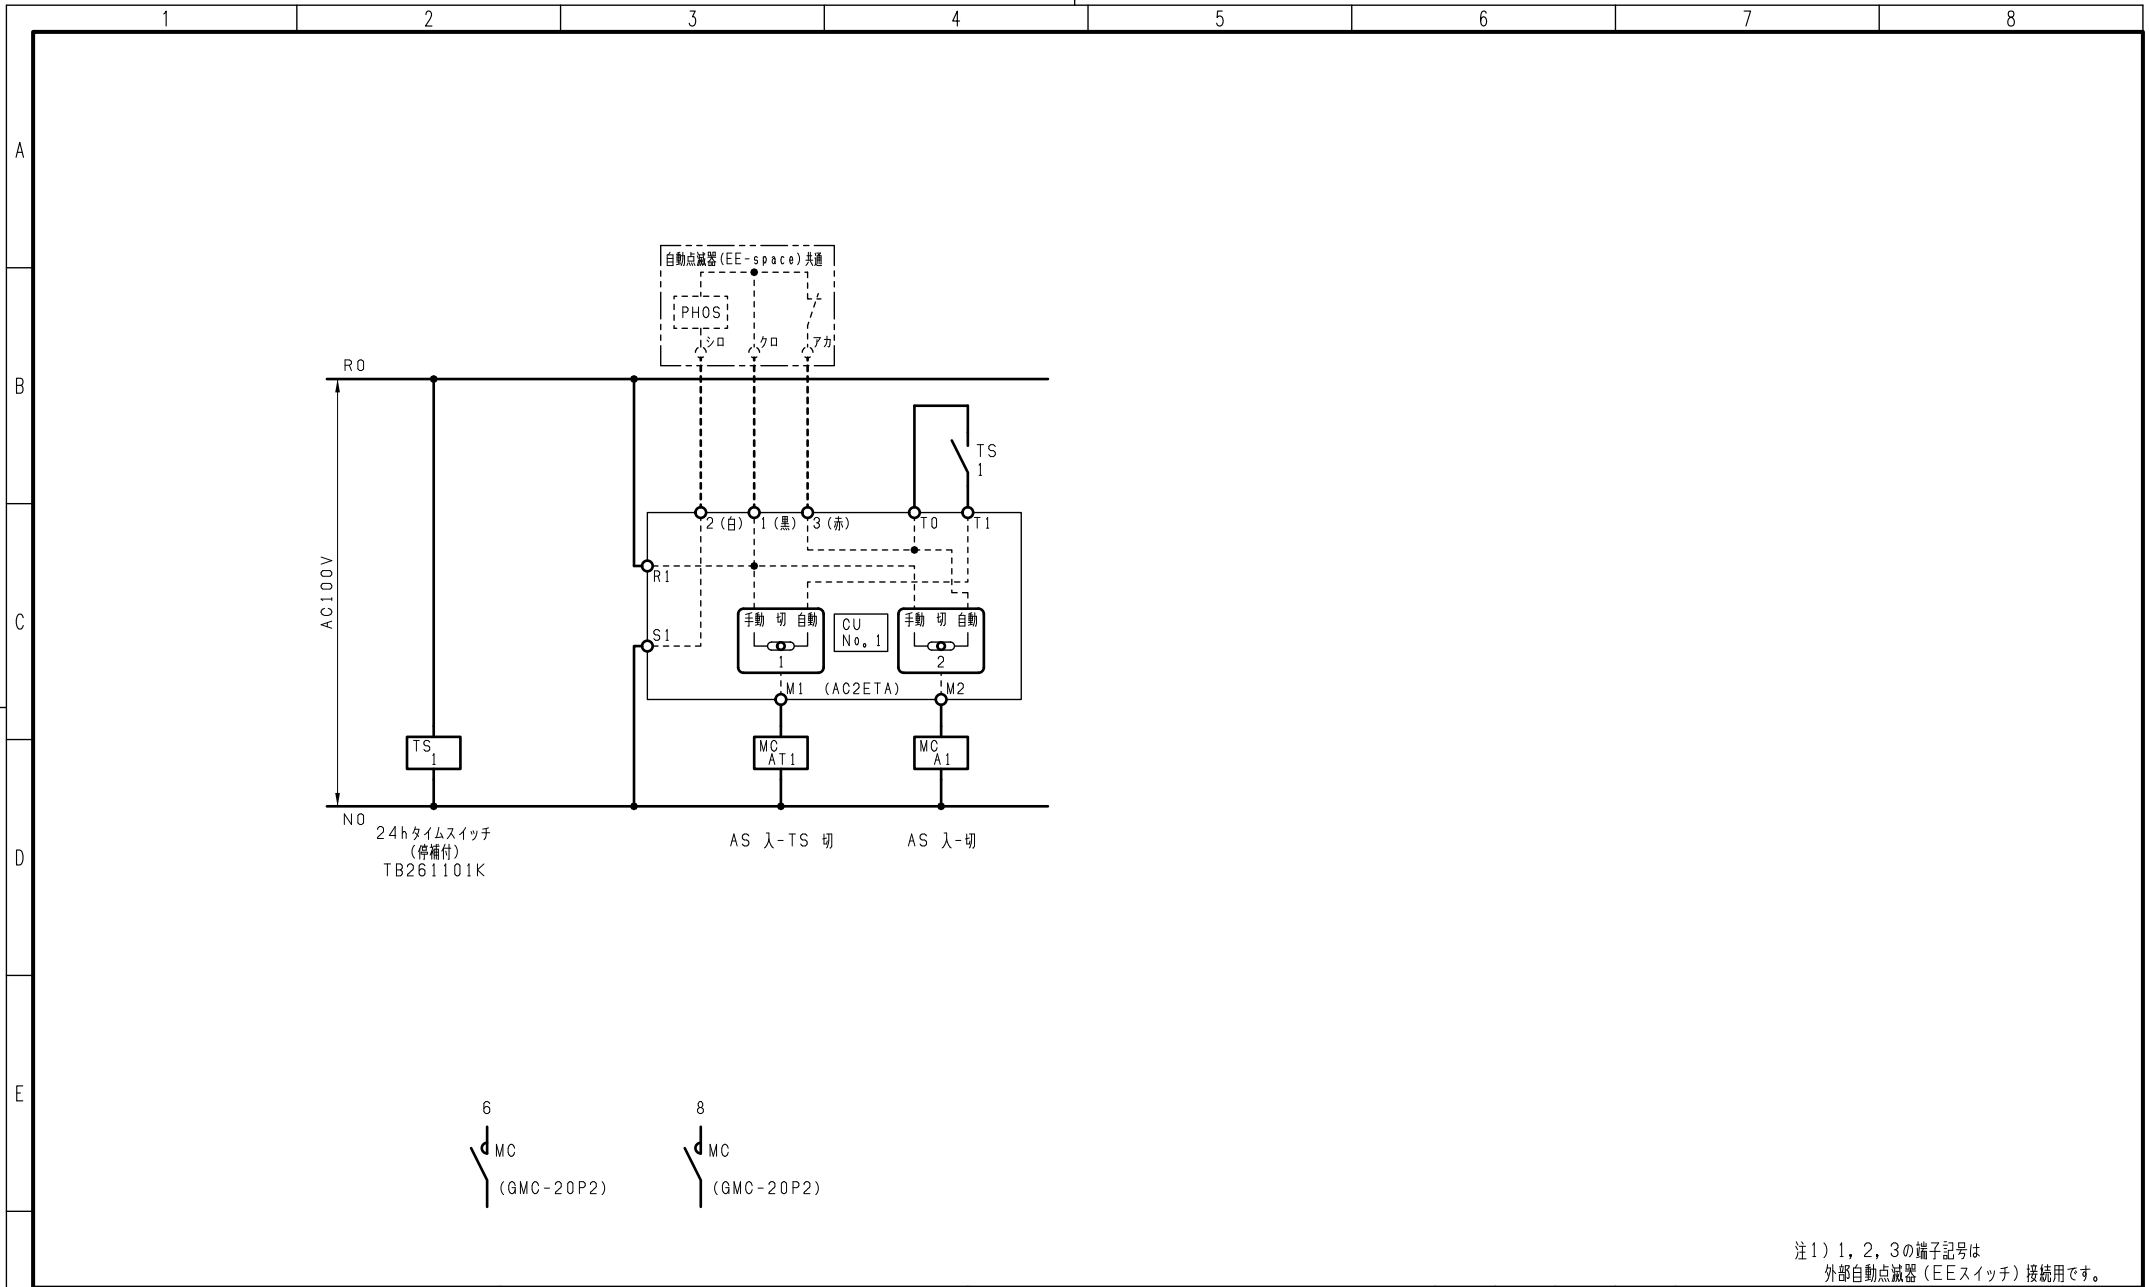 1 2 3 4 5 6 7 8
A
自動点滅器(EE-space)共通
PHOS
シロ クロ アカ
R0
B
TS
1
2(白) 1(黒) 3(赤) T0 T1
R1
AC100V
C
手動 切 自動
1
CU
No. 1
手動 切 自動
2
S1
M1 (AC2ETA) M2
TS
1
MC
AT1
MC
A1
N0
24hタイムスイッチ
(停補付)
TB261101K
AS 入-TS 切
AS 入-切
D
E
6
MC
(GMC-20P2)
8
MC
(GMC-20P2)
注1) 1, 2, 3の端子記号は
外部自動点滅器(EEスイッチ)接続用です。